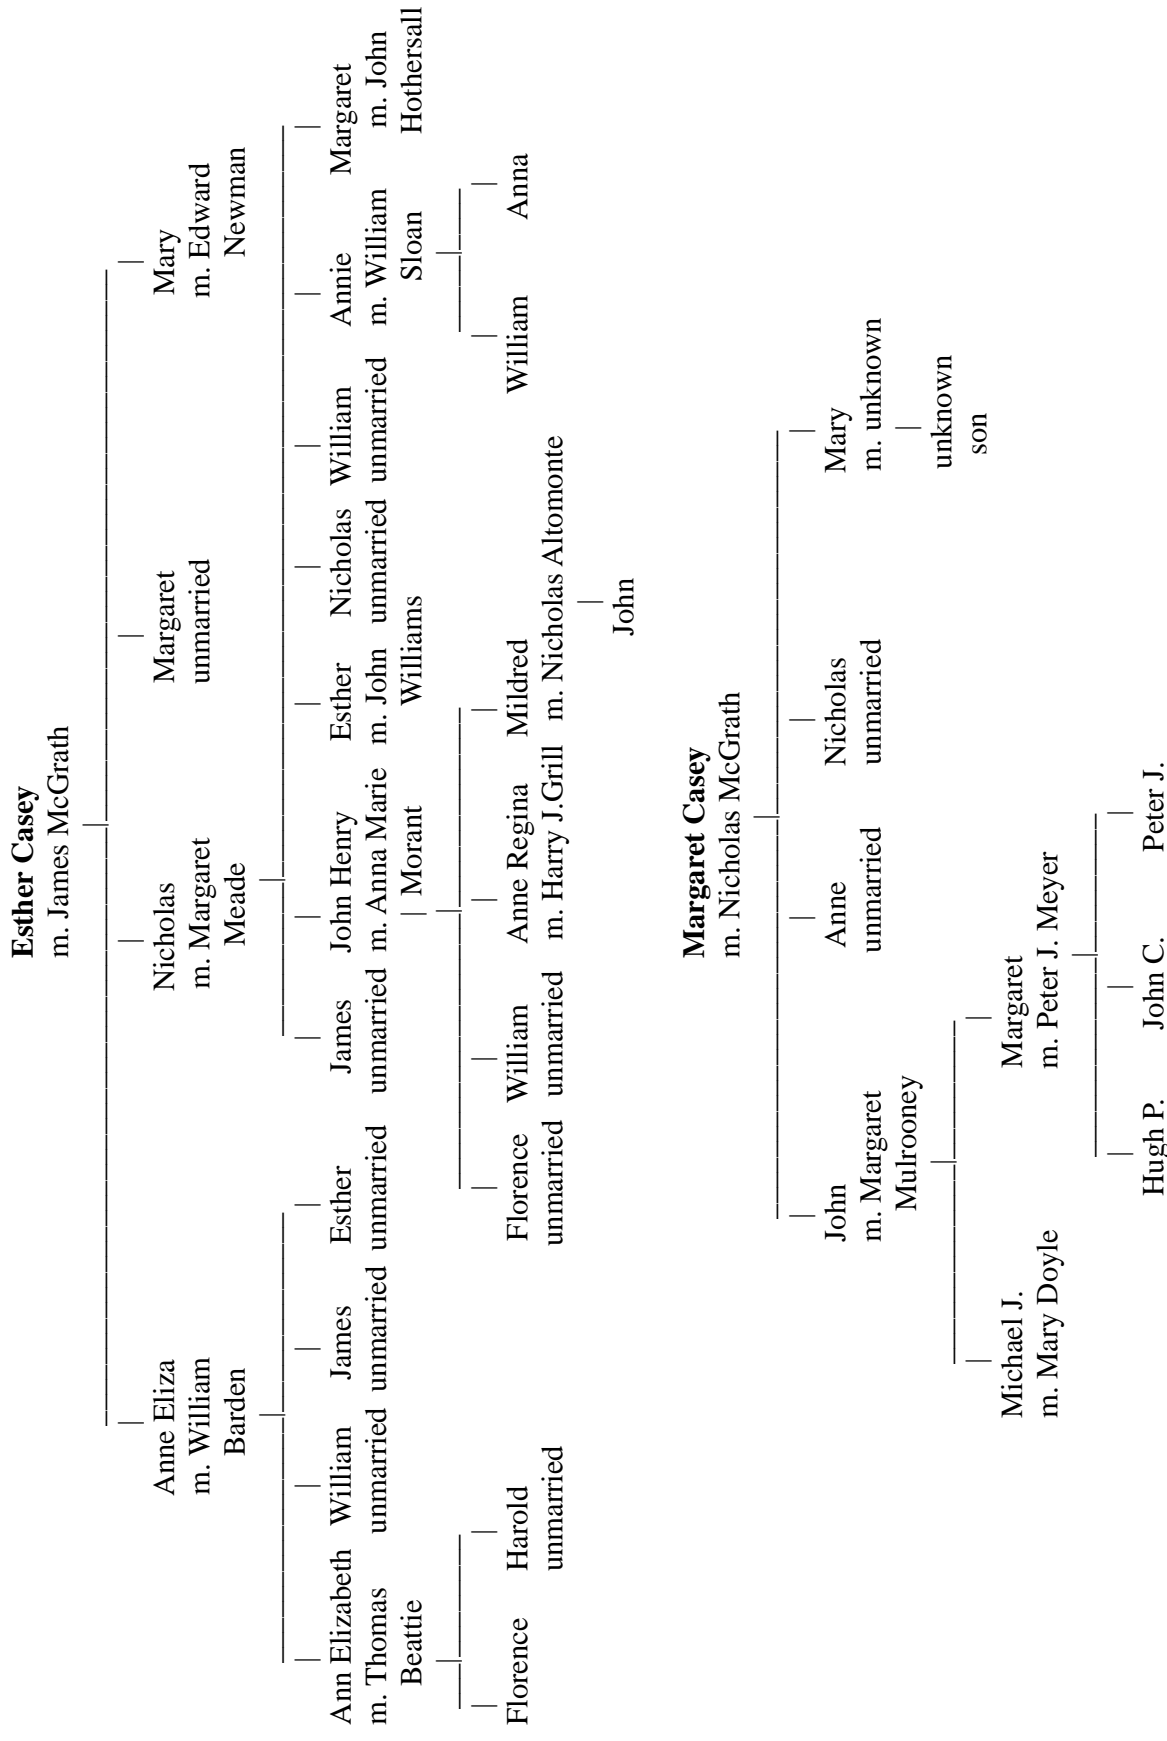 Esther Casey
m. James McGrath
Anne Eliza
m. William
Barden
Nicholas
m. Margaret
Meade
Margaret
unmarried
Mary
m. Edward
Newman
Ann Elizabeth
m. Thomas
Beattie
William
unmarried
James
unmarried
Esther
unmarried
James
unmarried
John Henry
m. Anna Marie
Morant
Esther
m. John
Williams
Nicholas
unmarried
William
unmarried
Annie
m. William
Sloan
Margaret
m. John
Hothersall
Florence
Harold
unmarried
Florence
unmarried
William
unmarried
Anne Regina
m. Harry J.Grill
Mildred
m. Nicholas Altomonte
William
Anna
John
Margaret Casey
m. Nicholas McGrath
John
m. Margaret
Mulrooney
Anne
unmarried
Nicholas
unmarried
Mary
m. unknown
unknown
son
Michael J.
m. Mary Doyle
Margaret
m. Peter J. Meyer
Hugh P.
John C.
Peter J.